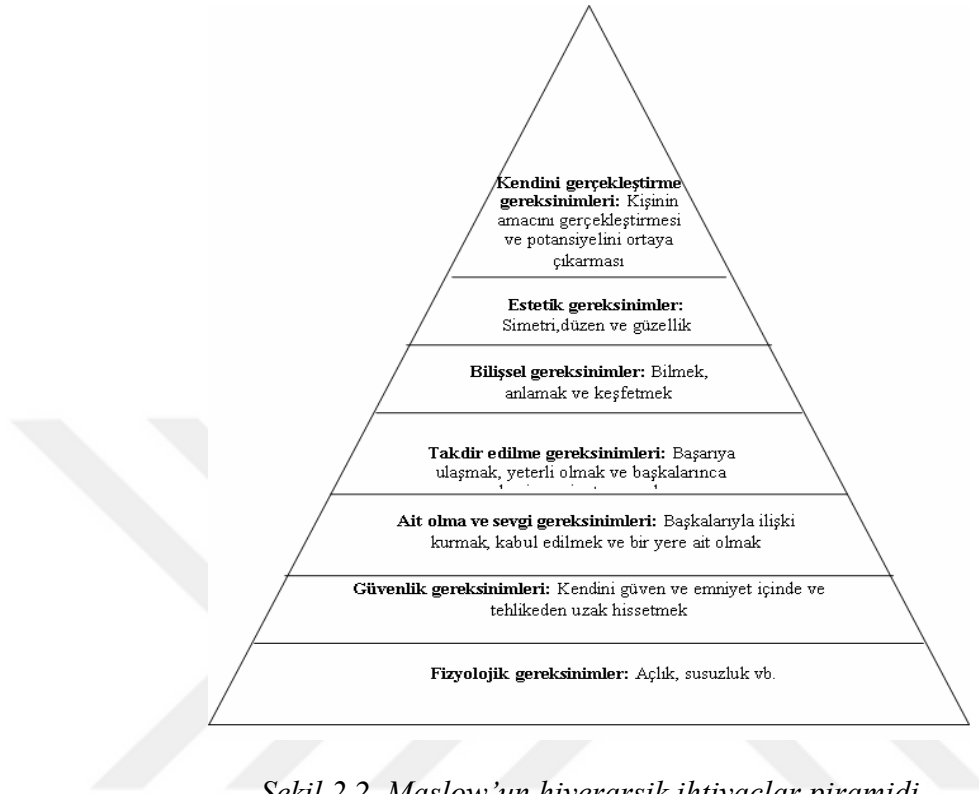 Kendini gerçekleştirme
gereksinimleri: Kişinin
amacını gerçekleştirmesi
ve potansiyelini ortaya
çıkarması
Estetik gereksinimler:
Simetri,düzen ve güzellik
Bilişsel gereksinimler: Bilmek,
anlamak ve keşfetmek
Takdir edilme gereksinimleri: Başarıya
ulaşmak, yeterli olmak ve başkalarınca
Ait olma ve sevgi gereksinimleri: Başkalarıyla ilişki
kurmak, kabul edilmek ve bir yere ait olmak
Güvenlik gereksinimleri: Kendini güven ve emniyet içinde ve
tehlikeden uzak hissetmek
Fizyolojik gereksinimler: Açlık, susuzluk vb.
Şekil 2.2. Maslow’un hiyerarşik ihtiyaçlar piramidi